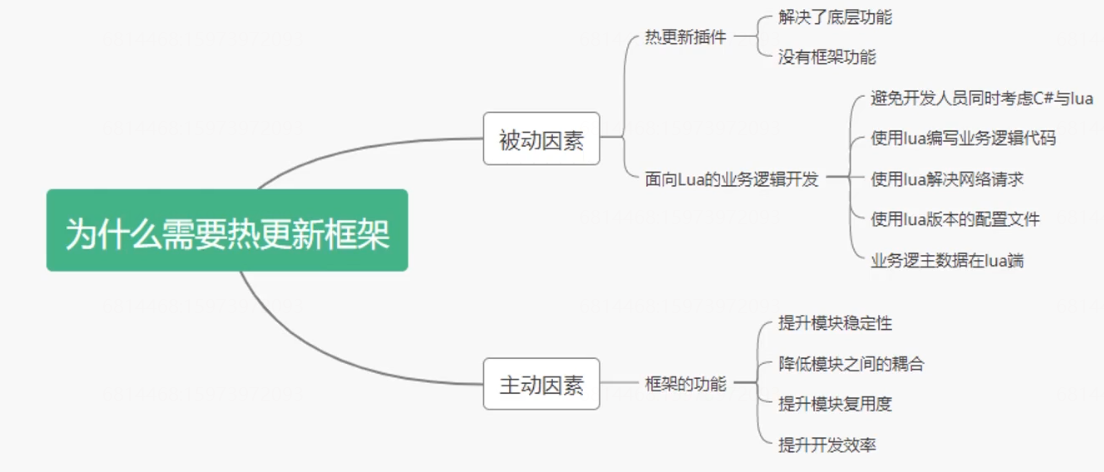 为什么需要热更新框架
被动因素
热更新插件
解决了底层功能
没有框架功能
面向Lua的业务逻辑开发
避免开发人员同时考虑C#与lua
使用lua编写业务逻辑代码
使用lua解决网络请求
使用lua版本的配置文件
业务逻主数据在lua端
主动因素
框架的功能
提升模块稳定性
降低模块之间的耦合
提升模块复用度
提升开发效率